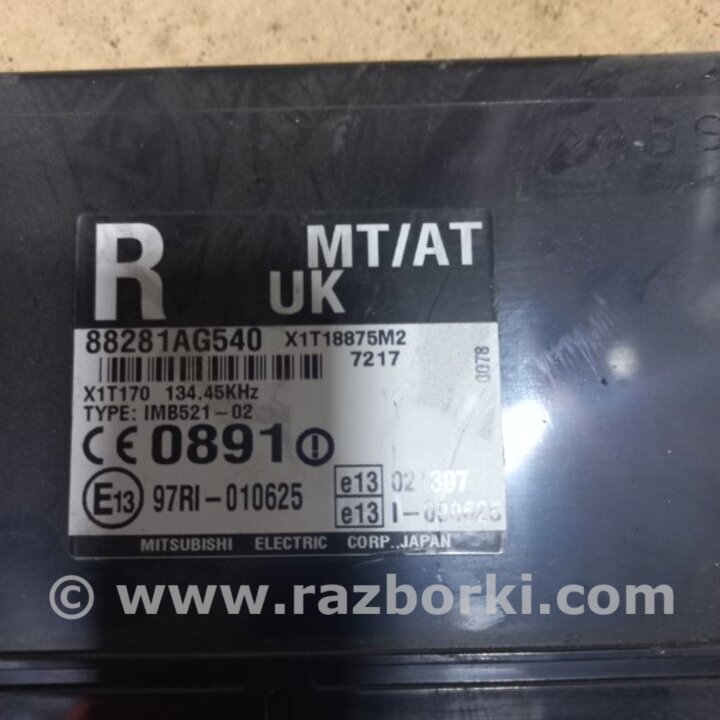 R MT/AT
UK
88281AG540 X1T18875M2
7217
0078
X1T170 134.45KHz
TYPE: IMB521-02
CE 0891
E13 97RI-010625
e13
e13
MITSUBISHI ELECTRIC CORP.,JAPAN
© www.razborki.com